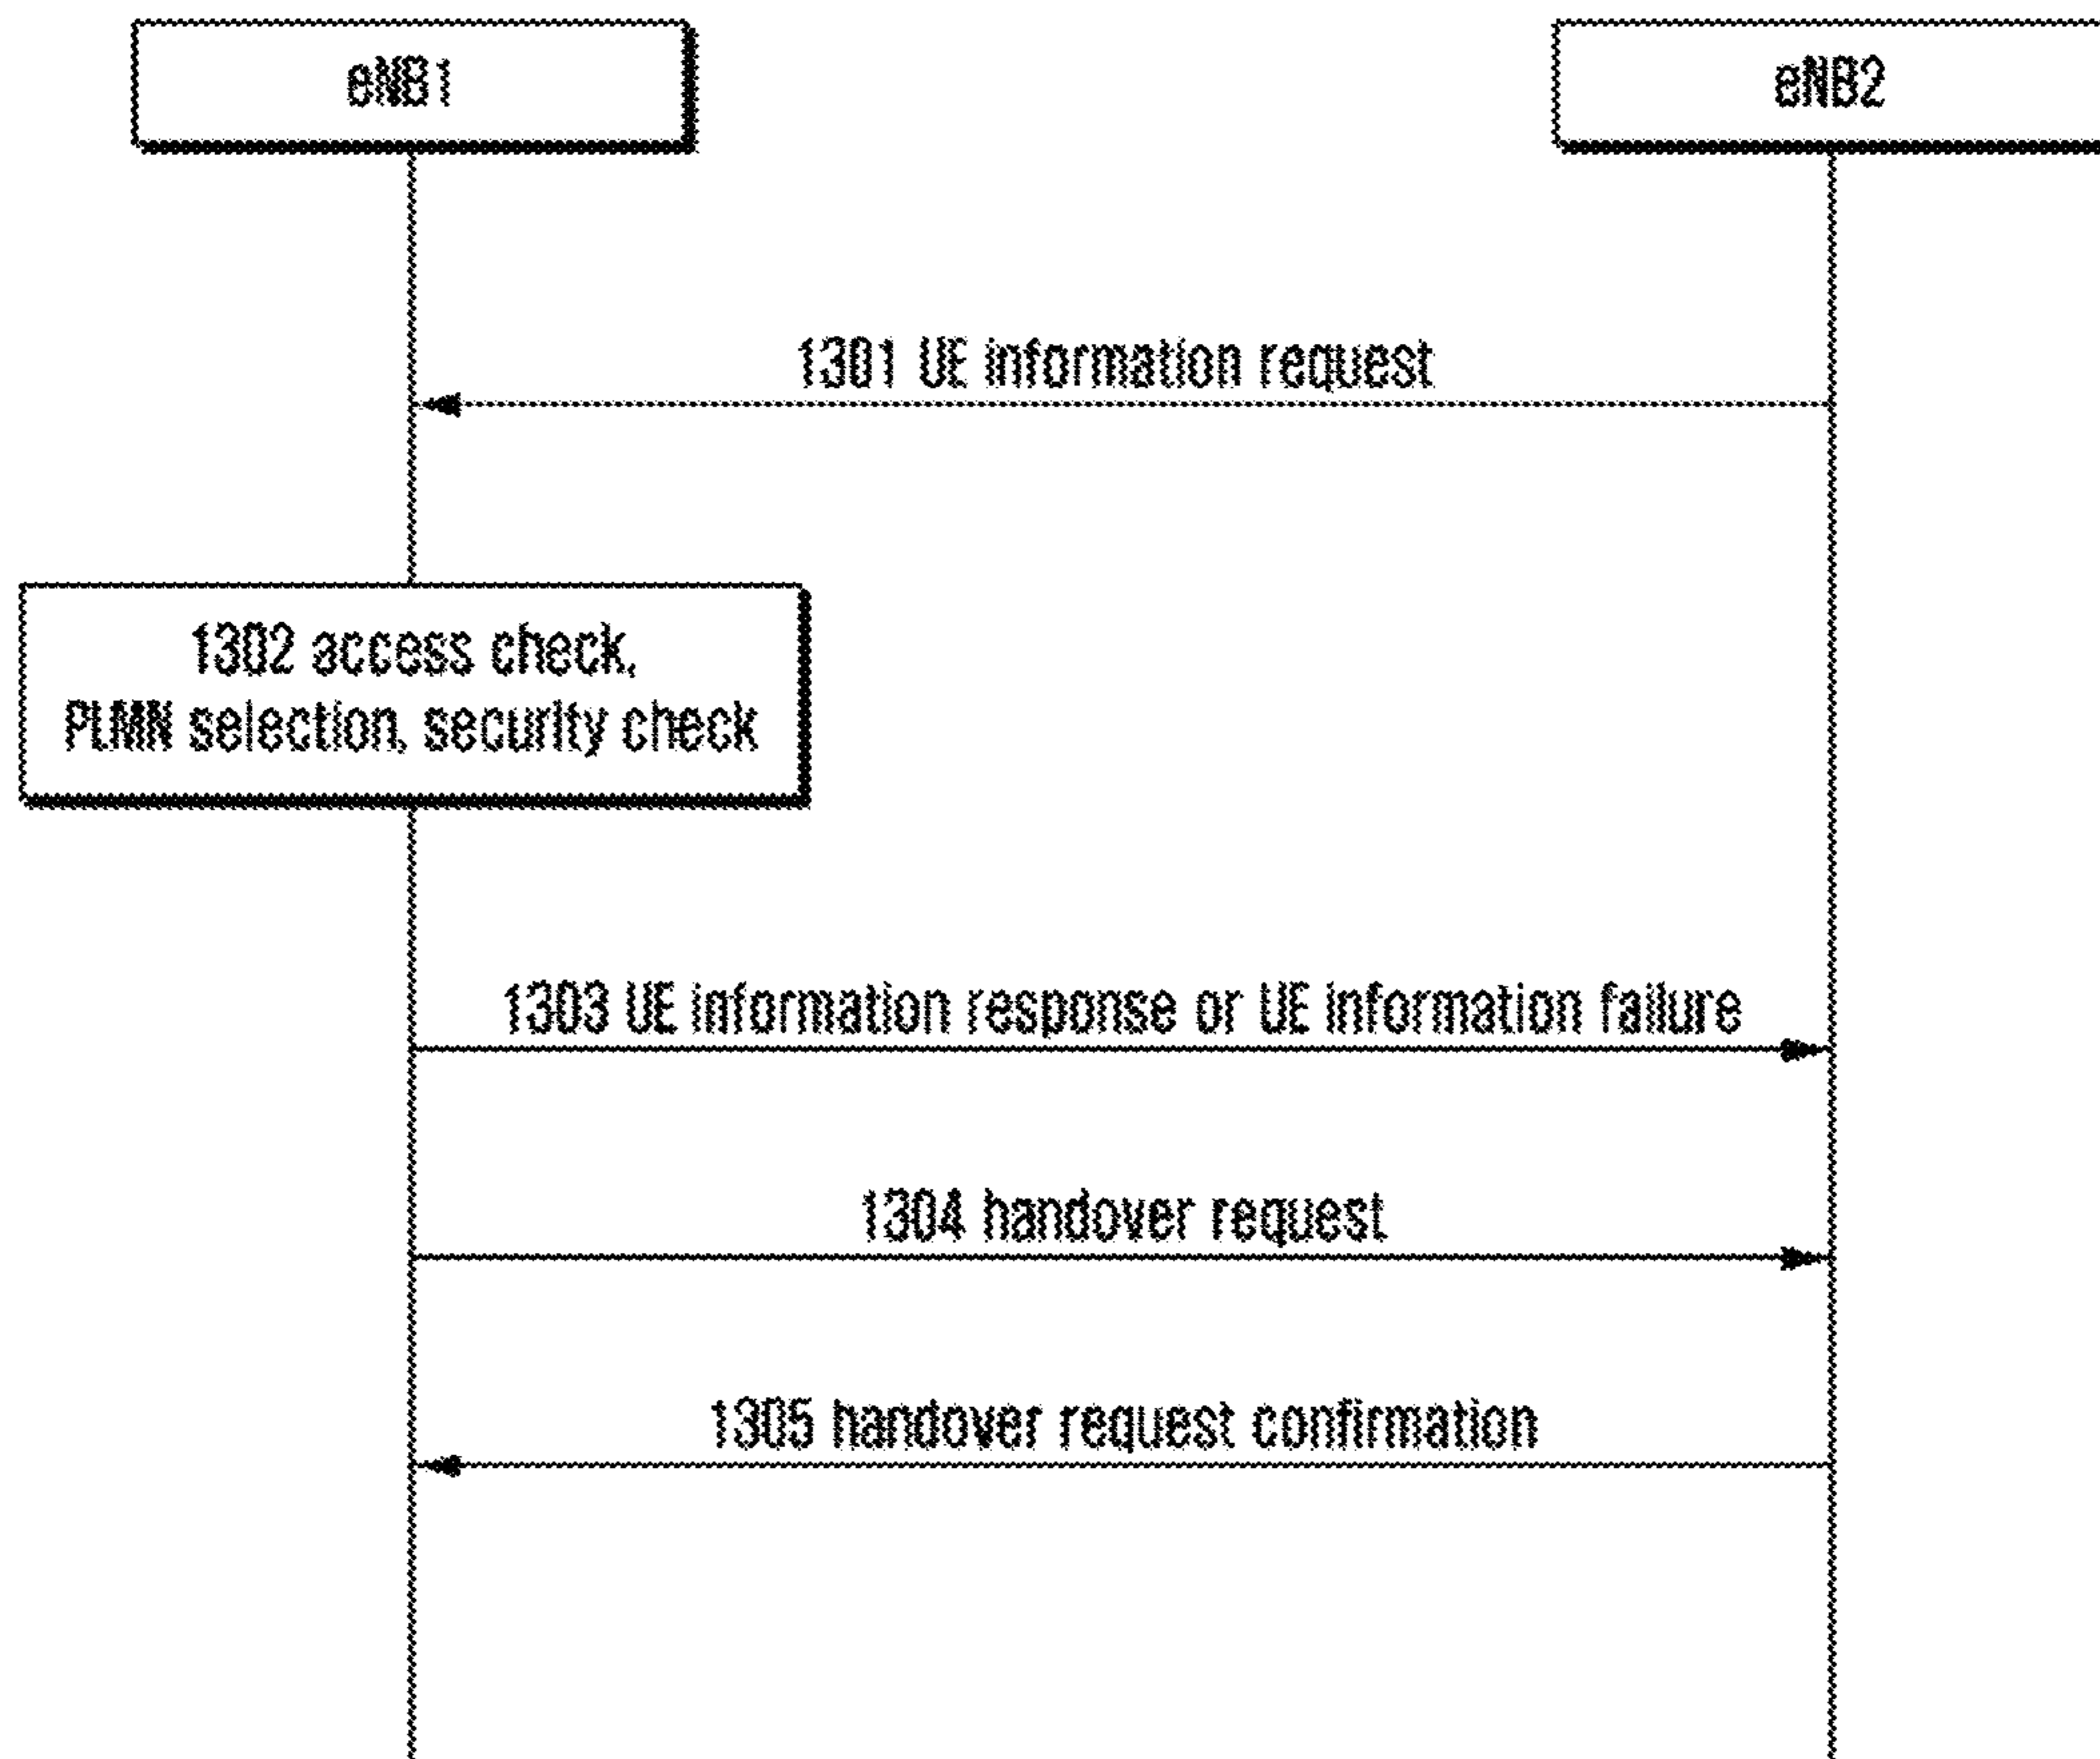 eNB1
eNB2
1301 UE information request
1302 access check,
PLMN selection, security check
1303 UE information response or UE information failure
1304 handover request
1305 handover request confirmation